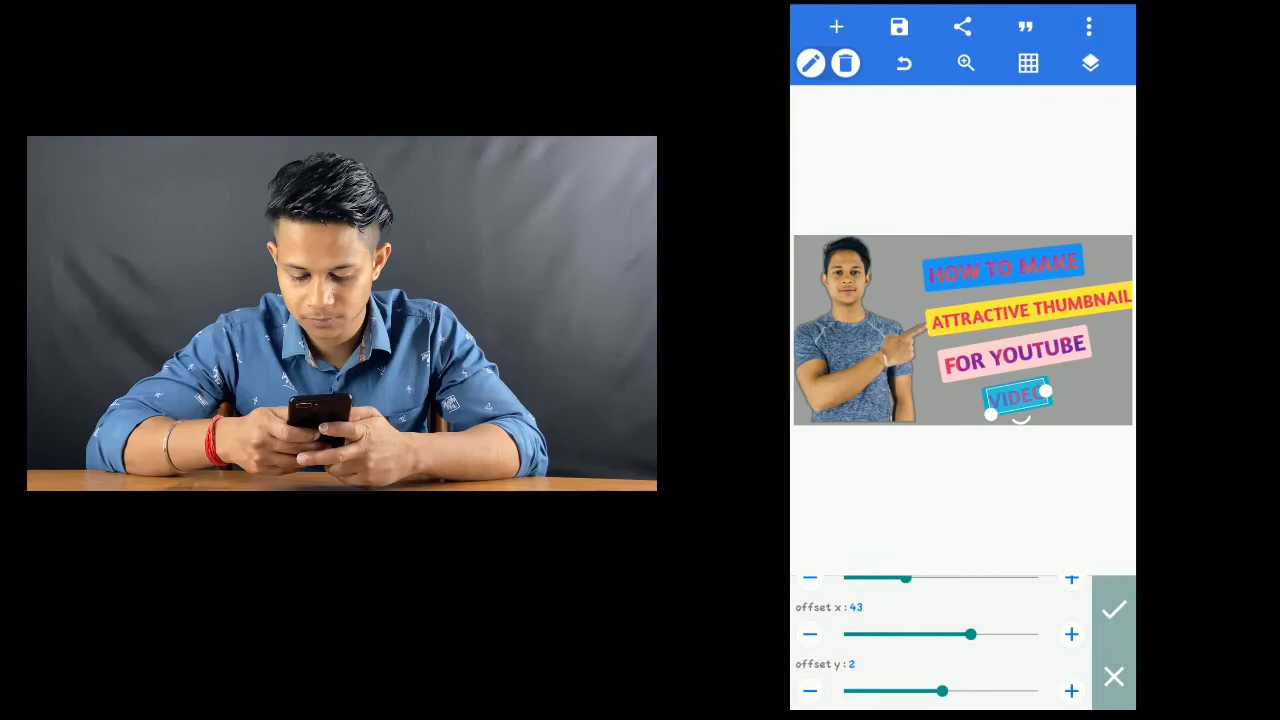 HOW TO MAKE
ATTRACTIVE THUMBNAIL
FOR YOUTUBE
VIDEO
offset x : 43
offset y : 2